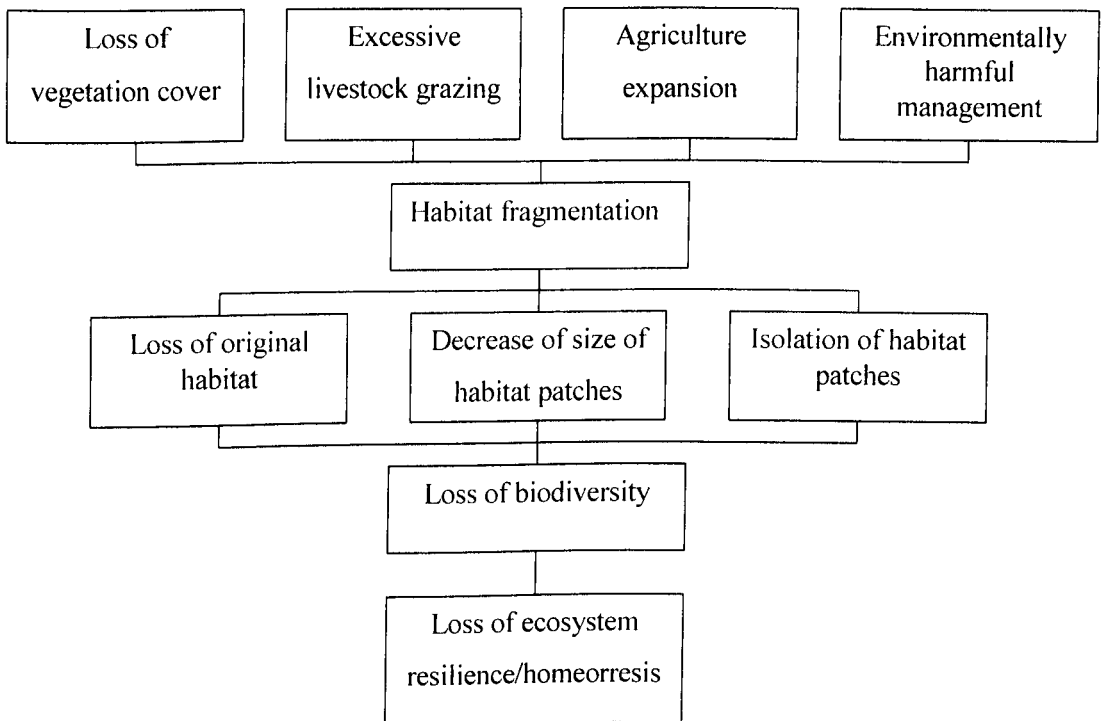 Loss of
vegetation cover
Excessive
livestock grazing
Agriculture
expansion
Environmentally
harmful
management
Habitat fragmentation
Loss of original
habitat
Decrease of size of
habitat patches
Isolation of habitat
patches
Loss of biodiversity
Loss of ecosystem
resilience/homeorresis